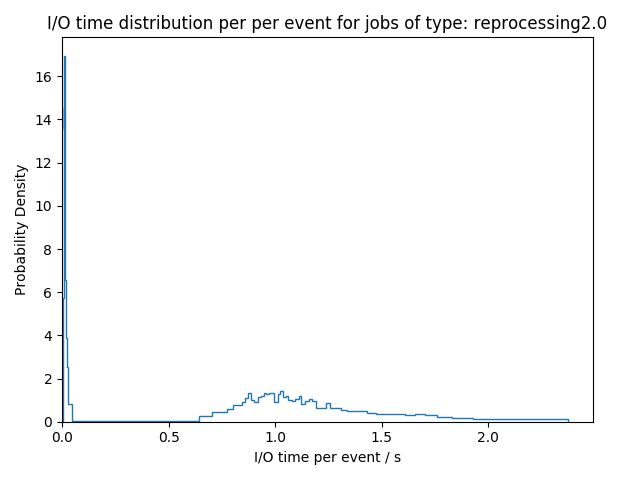 I/O time distribution per per event for jobs of type: reprocessing2.0
Probability Density
16
14
12
10
8
6
4
2
0
0.0 0.5 1.0 1.5 2.0
I/O time per event / s